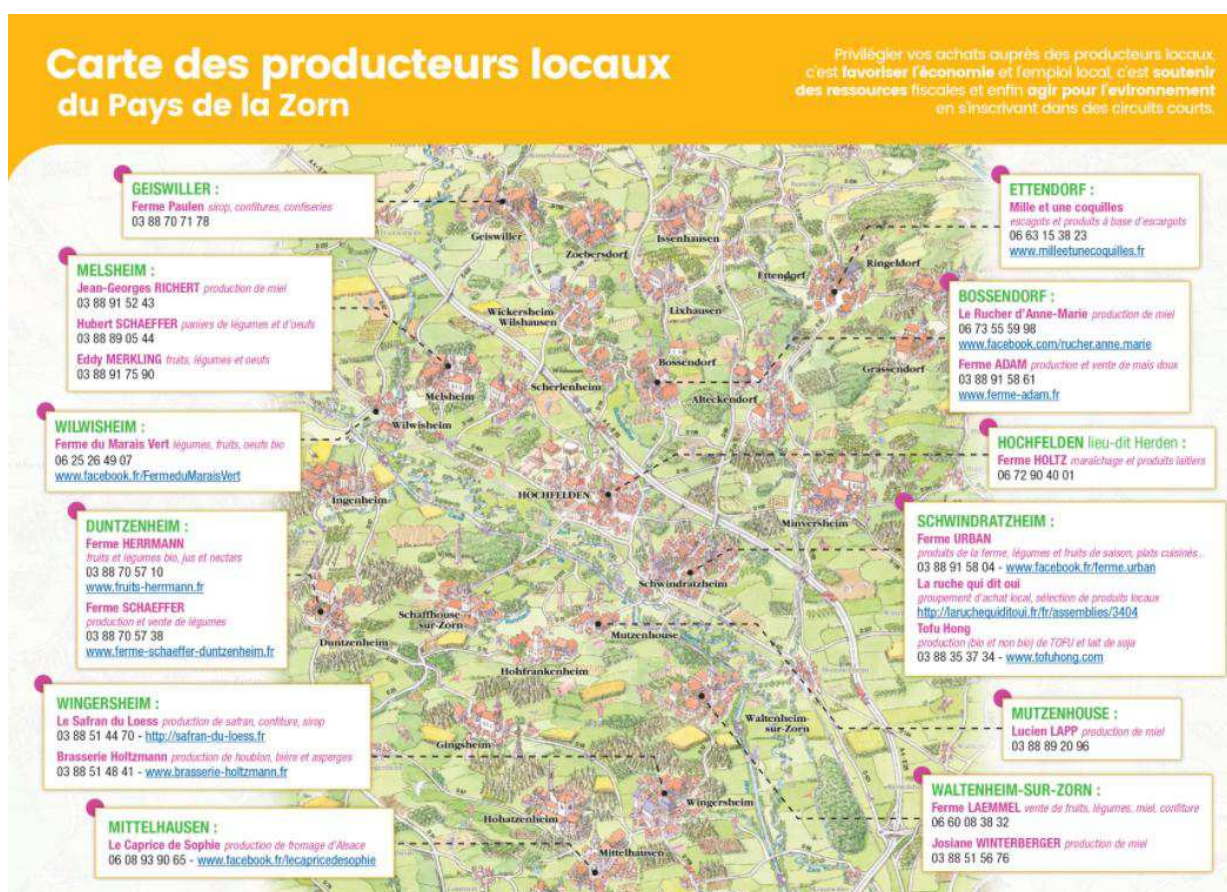 Carte des producteurs locaux
du Pays de la Zorn
Privilégier vos achats auprès des producteurs locaux,
c'est favoriser l'économie et l'emploi local, c'est soutenir
des ressources fiscales et enfin agir pour l'evironnement
en s'inscrivant dans des circuits courts.
GEISWILLER :
Ferme Paulen sirop, confitures, confiseries
03 88 70 71 78
MELSHEIM :
Jean-Georges RICHERT production de miel
03 88 91 52 43
Hubert SCHAEFFER paniers de légumes et d'oeufs
03 88 89 05 44
Eddy MERKLING fruits, légumes et oeufs
03 88 91 75 90
WILWISHEIM :
Ferme du Marais Vert légumes, fruits, oeufs bio
06 25 26 49 07
www.facebook.fr/FermeduMaraisVert
DUNTZENHEIM :
Ferme HERRMANN
fruits et légumes bio, jus et nectars
03 88 70 57 10
www.fruits-herrmann.fr
Ferme SCHAEFFER
production et vente de légumes
03 88 70 57 38
www.ferme-schaeffer-duntzenheim.fr
WINGERSHEIM :
Le Safran du Loess production de safran, confiture, sirop
03 88 51 44 70 - http://safran-du-loess.fr
Brasserie Holtzmann production de houblon, bière et asperges
03 88 51 48 41 - www.brasserie-holtzmann.fr
MITTELHAUSEN :
Le Caprice de Sophie production de fromage d'Alsace
06 08 93 90 65 - www.facebook.fr/lecapricedesophie
Geiswiller
Zoebersdorf
Issenhausen
Ettendorf
Ringeldorf
Wickersheim
Wilshausen
Lixhausen
Bossendorf
Grassendorf
Melsheim
Scherlenheim
Alteckendorf
Wilwisheim
Ingenheim
HOCHFELDEN
Minversheim
Schwindratzheim
Schaffhouse
sur-Zorn
Duntzenheim
Mutzenhouse
Hohfrankenheim
Waltenheim
sur-Zorn
Gingsheim
Wingersheim
Hohatzenheim
Mittelhausen
ETTENDORF :
Mille et une coquilles
escagots et produits à base d'escargots
06 63 15 38 23
www.milleetunecoquilles.fr
BOSSENDORF :
Le Rucher d'Anne-Marie production de miel
06 73 55 59 98
www.facebook.com/rucher.anne.marie
Ferme ADAM production et vente de maïs doux
03 88 91 58 61
www.ferme-adam.fr
HOCHFELDEN lieu-dit Herden :
Ferme HOLTZ maraîchage et produits laitiers
06 72 90 40 01
SCHWINDRATZHEIM :
Ferme URBAN
produits de la ferme, légumes et fruits de saison, plats cuisinés...
03 88 91 58 04 - www.facebook.fr/ferme.urban
La ruche qui dit oui
groupement d'achat local, sélection de produits locaux
http://laruchequiditoui.fr/fr/assemblies/3404
Tofu Hong
production (bio et non bio) de TOFU et lait de soja
03 88 35 37 34 - www.tofuhong.com
MUTZENHOUSE :
Lucien LAPP production de miel
03 88 89 20 96
WALTENHEIM-SUR-ZORN :
Ferme LAEMMEL vente de fruits, légumes, miel, confiture
06 60 08 38 32
Josiane WINTERBERGER production de miel
03 88 51 56 76